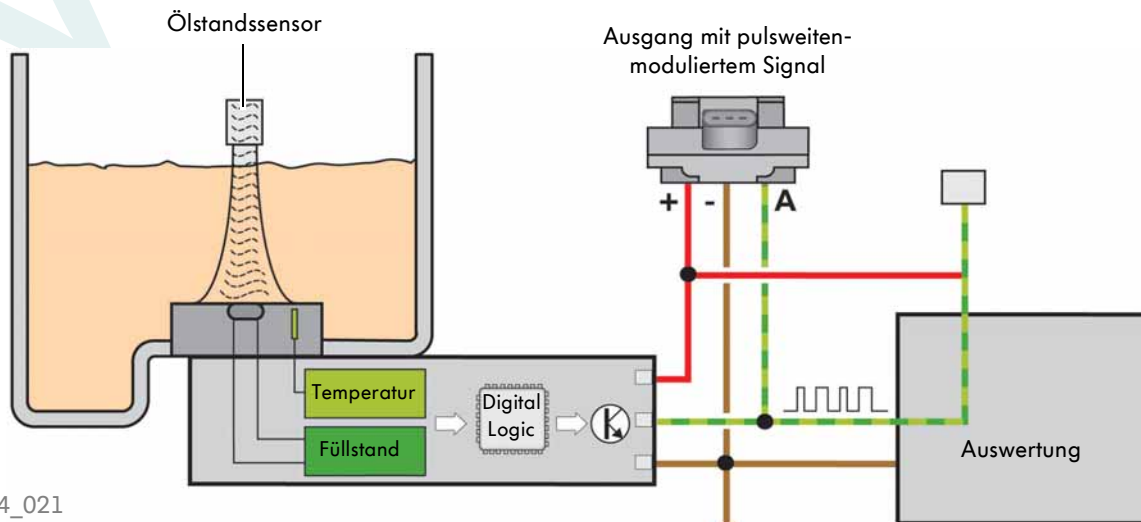 Ölstandssensor
Ausgang mit pulsweiten-
moduliertem Signal
+ - A
Temperatur
Digital
Logic
Füllstand
Auswertung
4_021